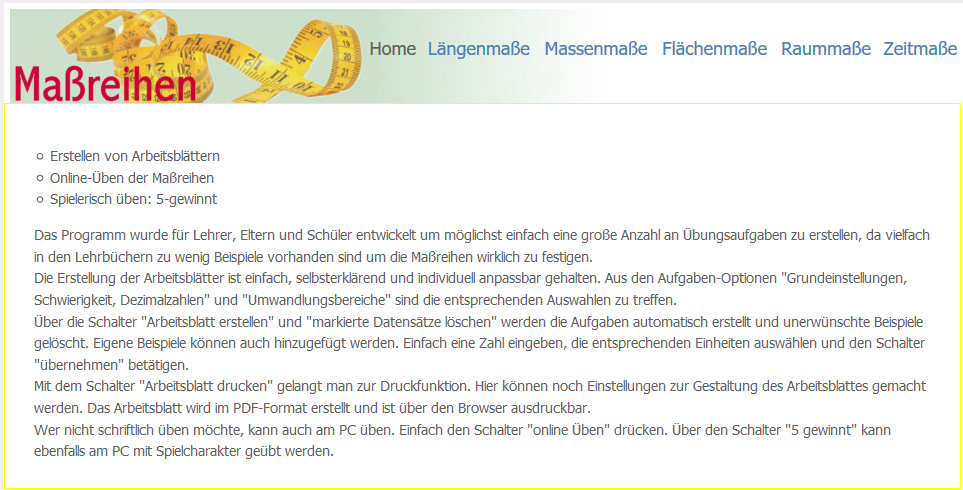 Maßreihen
Home Längenmaße Massenmaße Flächenmaße Raummaße Zeitmaße
Erstellen von Arbeitsblättern
Online-Üben der Maßreihen
Spielerisch üben: 5-gewinnt
Das Programm wurde für Lehrer, Eltern und Schüler entwickelt um möglichst einfach eine große Anzahl an Übungsaufgaben zu erstellen, da vielfach
in den Lehrbüchern zu wenig Beispiele vorhanden sind um die Maßreihen wirklich zu festigen.
Die Erstellung der Arbeitsblätter ist einfach, selbsterklärend und individuell anpassbar gehalten. Aus den Aufgaben-Optionen "Grundeinstellungen,
Schwierigkeit, Dezimalzahlen" und "Umwandlungsbereiche" sind die entsprechenden Auswahlen zu treffen.
Über die Schalter "Arbeitsblatt erstellen" und "markierte Datensätze löschen" werden die Aufgaben automatisch erstellt und unerwünschte Beispiele
gelöscht. Eigene Beispiele können auch hinzugefügt werden. Einfach eine Zahl eingeben, die entsprechenden Einheiten auswählen und den Schalter
"übernehmen" betätigen.
Mit dem Schalter "Arbeitsblatt drucken" gelangt man zur Druckfunktion. Hier können noch Einstellungen zur Gestaltung des Arbeitsblattes gemacht
werden. Das Arbeitsblatt wird im PDF-Format erstellt und ist über den Browser ausdruckbar.
Wer nicht schriftlich üben möchte, kann auch am PC üben. Einfach den Schalter "online Üben" drücken. Über den Schalter "5 gewinnt" kann
ebenfalls am PC mit Spielcharakter geübt werden.